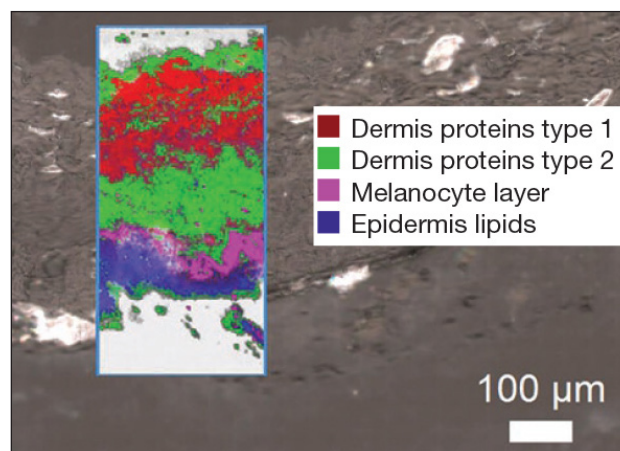 Dermis proteins type 1
Dermis proteins type 2
Melanocyte layer
Epidermis lipids
100 µm